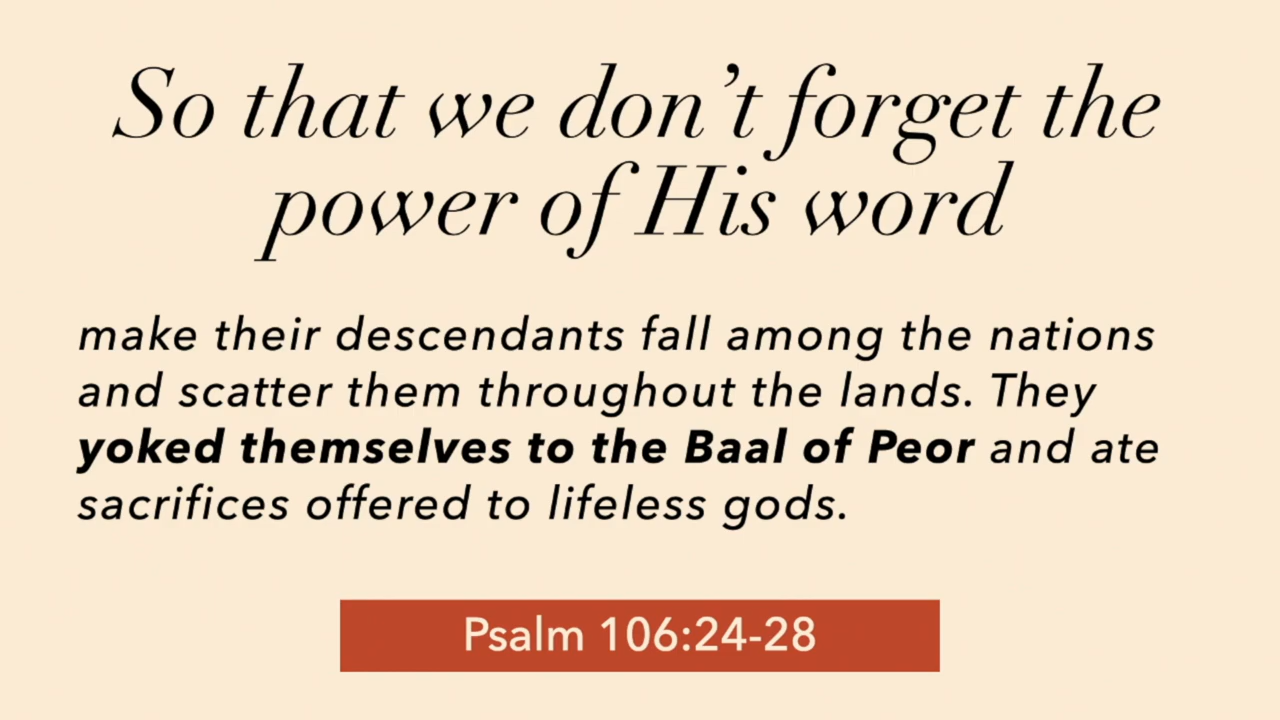 So that we don’t forget the
power of His word
make their descendants fall among the nations
and scatter them throughout the lands. They
yoked themselves to the Baal of Peor and ate
sacrifices offered to lifeless gods.
Psalm 106:24-28